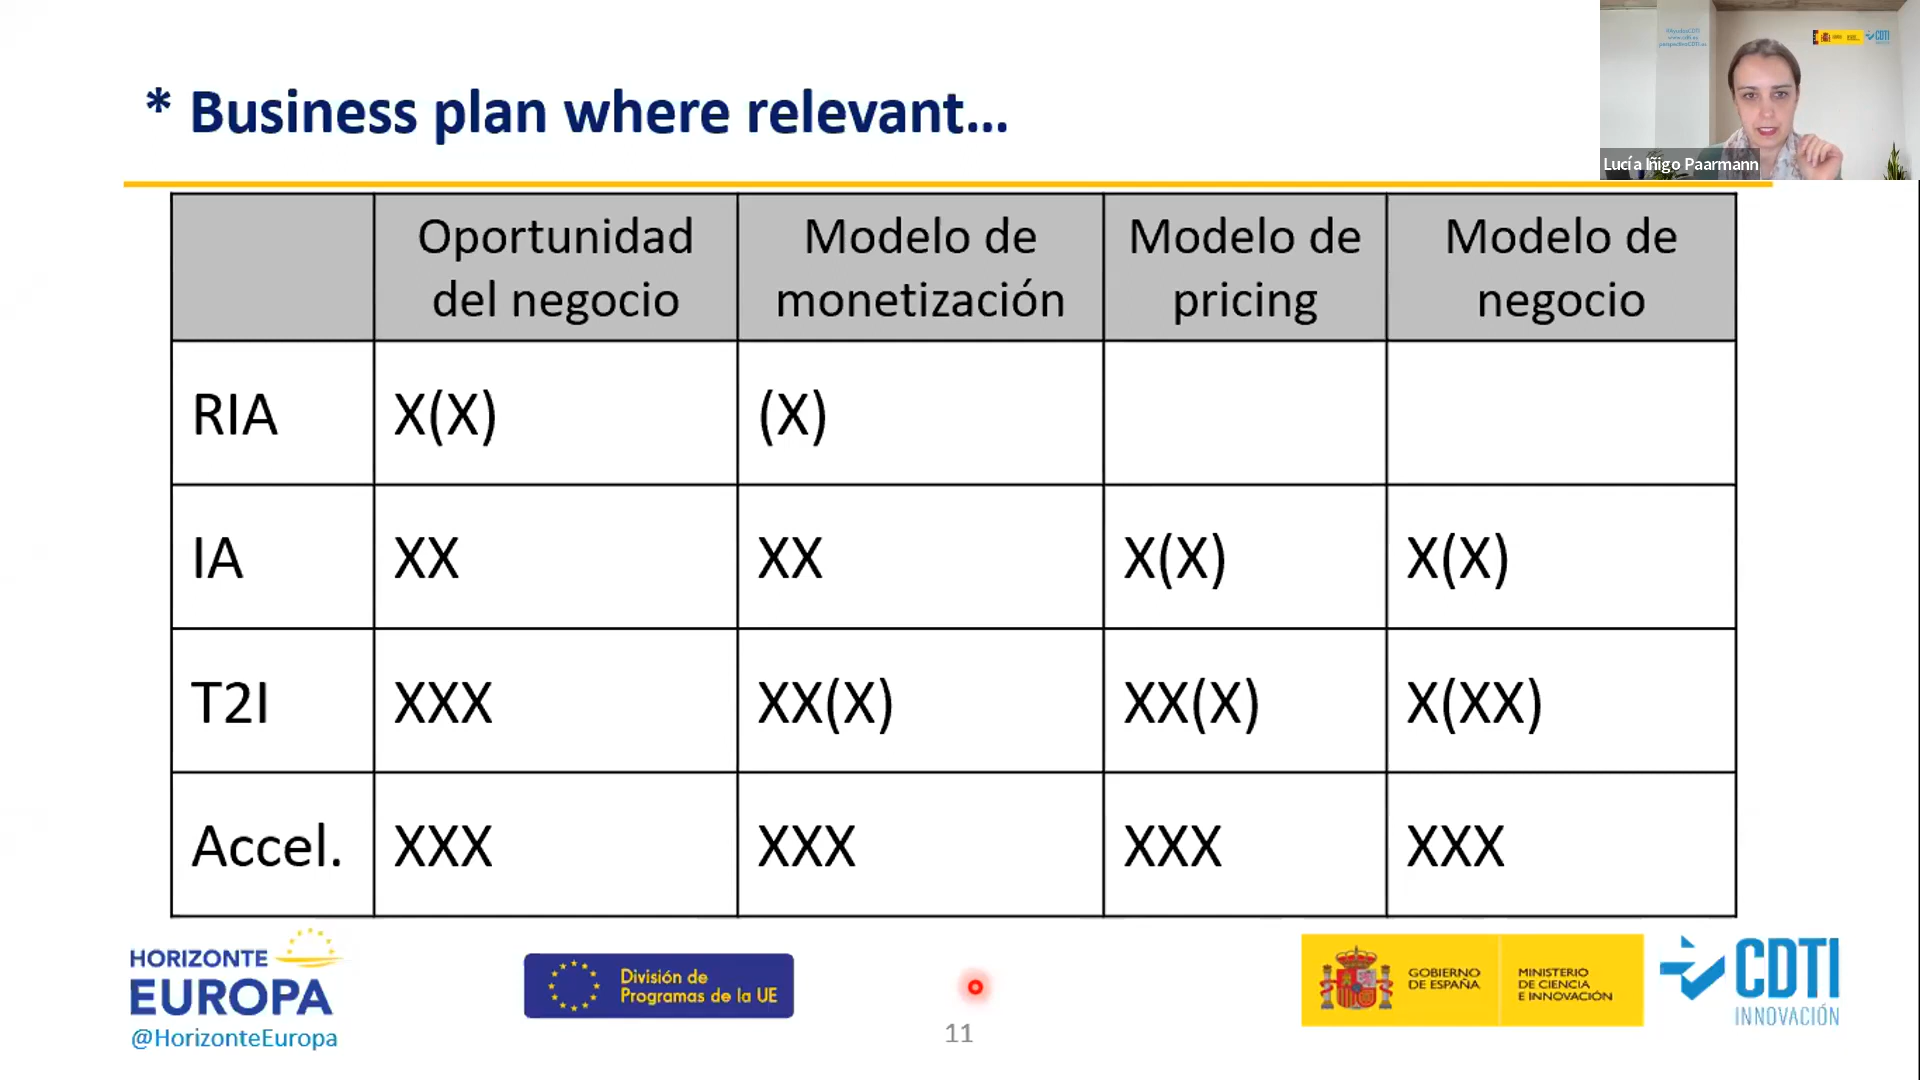 * Business plan where relevant...
Lucía Iñigo Paarmann
Oportunidad del negocio
Modelo de monetización
Modelo de pricing
Modelo de negocio
RIA X(X) (X)
IA XX XX X(X) X(X)
T2I XXX XX(X) XX(X) X(XX)
Accel. XXX XXX XXX XXX
HORIZONTE
EUROPA
@HorizonteEuropa
División de
Programas de la UE
11
GOBIERNO
DE ESPAÑA
MINISTERIO
DE CIENCIA
E INNOVACIÓN
CDTI
INNOVACIÓN